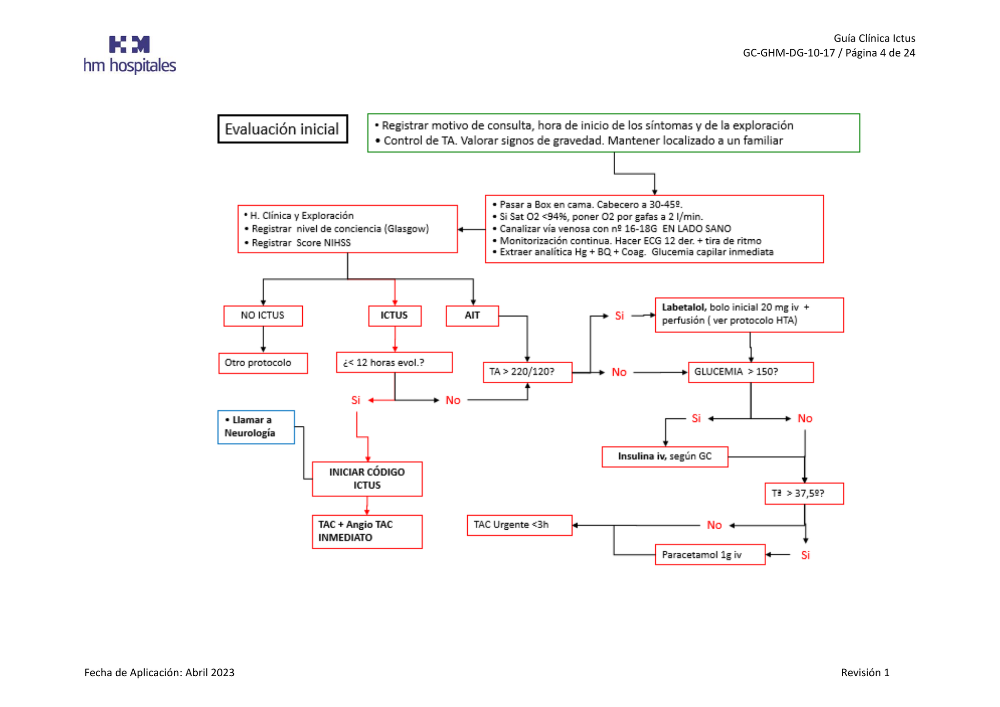 hm hospitales
Guía Clínica Ictus
GC-GHM-DG-10-17 / Página 4 de 24
Evaluación inicial
• Registrar motivo de consulta, hora de inicio de los síntomas y de la exploración
• Control de TA. Valorar signos de gravedad. Mantener localizado a un familiar
• Pasar a Box en cama. Cabecero a 30-45º.
• Si Sat O2 <94%, poner O2 por gafas a 2 l/min.
• Canalizar vía venosa con nº 16-18G EN LADO SANO
• Monitorización continua. Hacer ECG 12 der. + tira de ritmo
• Extraer analítica Hg + BQ + Coag. Glucemia capilar inmediata
• H. Clínica y Exploración
• Registrar nivel de conciencia (Glasgow)
• Registrar Score NIHSS
NO ICTUS
ICTUS
AIT
Otro protocolo
¿< 12 horas evol.?
Si
No
TA > 220/120?
Si
No
Labetalol, bolo inicial 20 mg iv +
perfusión ( ver protocolo HTA)
GLUCEMIA > 150?
Si
No
• Llamar a
Neurología
INICIAR CÓDIGO
ICTUS
TAC + Angio TAC
INMEDIATO
Insulina iv, según GC
Tª > 37,5º?
No
Si
TAC Urgente <3h
Paracetamol 1g iv
Fecha de Aplicación: Abril 2023
Revisión 1